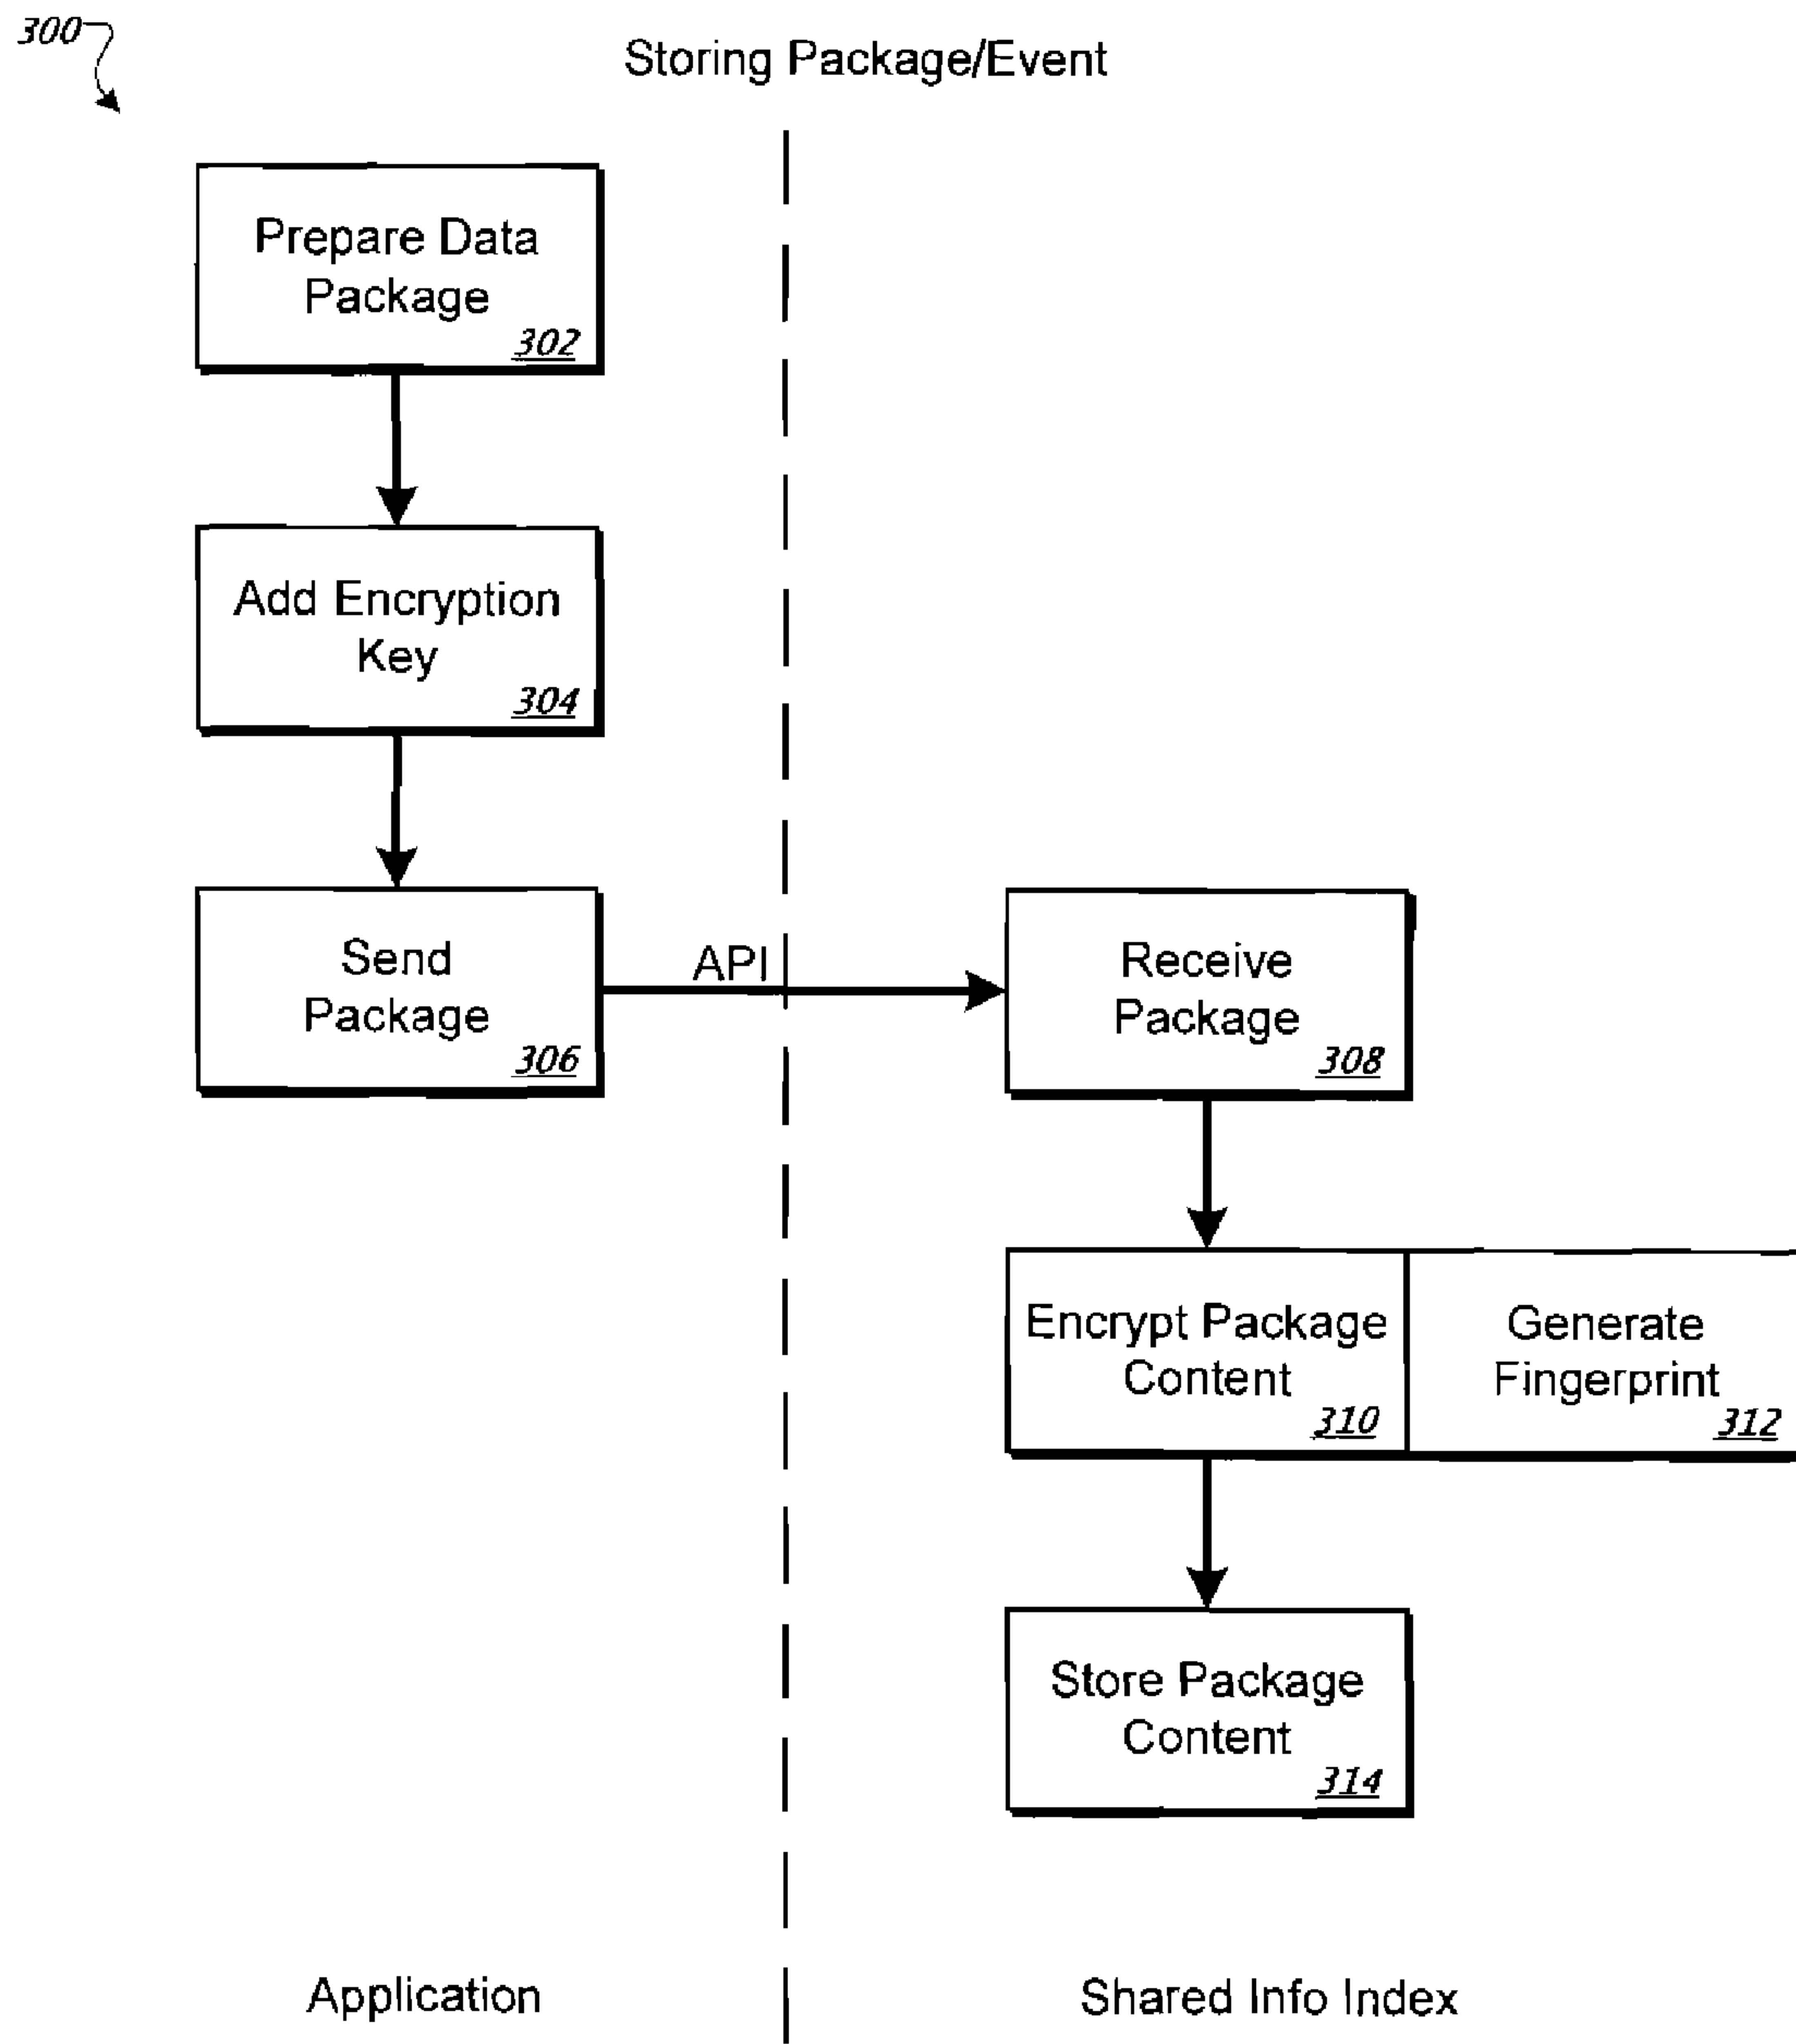 300
Storing Package/Event
Prepare Data
Package
302
Add Encryption
Key
304
Send
Package
306
API
Receive
Package
308
Encrypt Package
Content
310
Generate
Fingerprint
312
Store Package
Content
314
Application
Shared Info Index